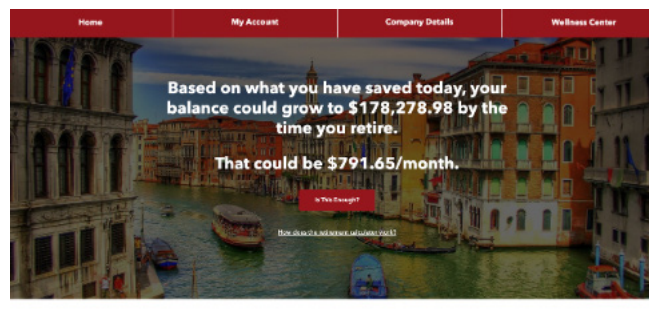 Home
My Account
Company Details
Wellness Center
Based on what you have saved today, your
balance could grow to $178,278.98 by the
time you retire.
That could be $791.65/month.
Is This Enough?
How does the retirement calculator work?